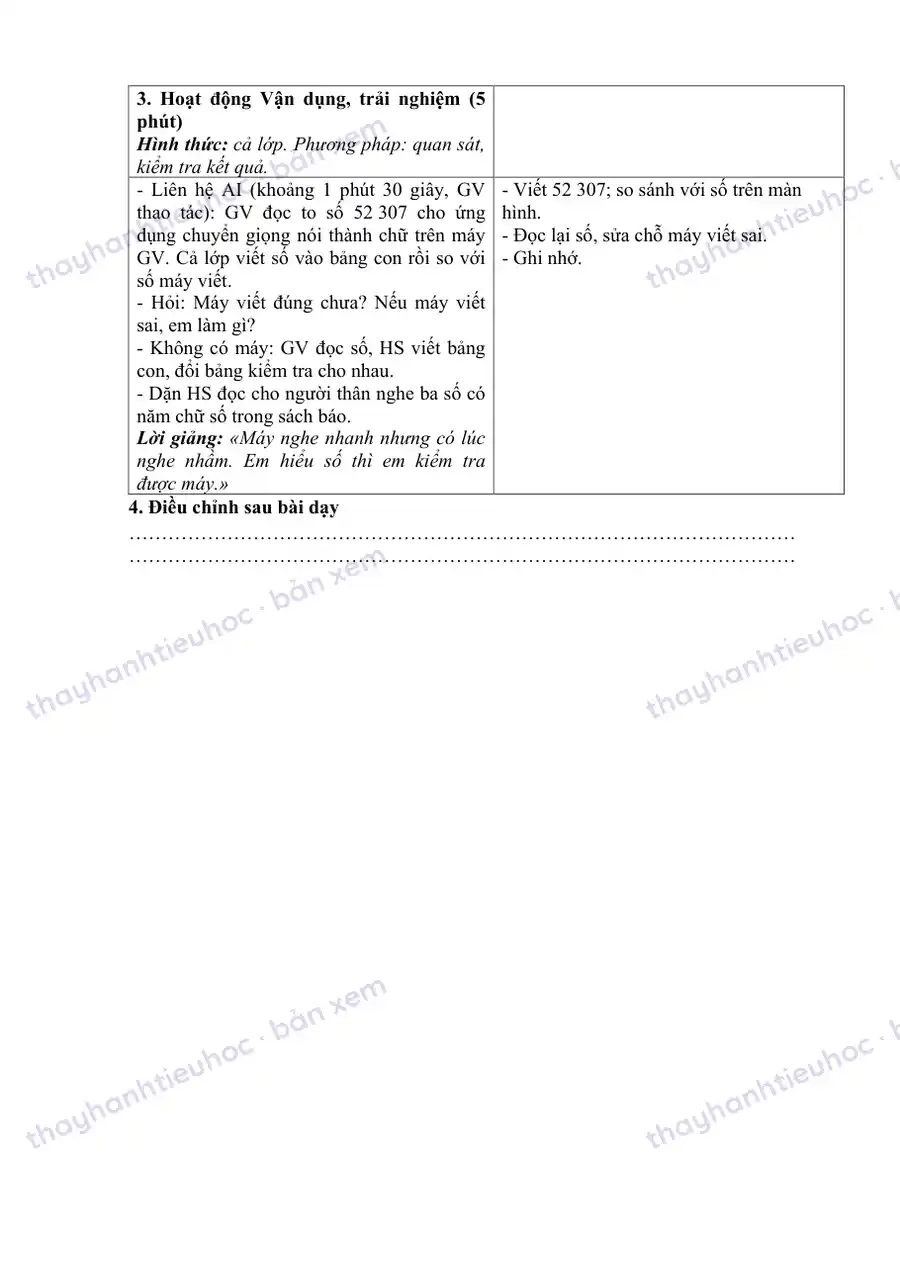 3. Hoạt động Vận dụng, trải nghiệm (5
phút)
Hình thức: cả lớp. Phương pháp: quan sát,
kiểm tra kết quả.
- Liên hệ AI (khoảng 1 phút 30 giây, GV
thao tác): GV đọc to số 52 307 cho ứng
dụng chuyển giọng nói thành chữ trên máy
GV. Cả lớp viết số vào bảng con rồi so với
số máy viết.
- Hỏi: Máy viết đúng chưa? Nếu máy viết
sai, em làm gì?
- Không có máy: GV đọc số, HS viết bảng
con, đổi bảng kiểm tra cho nhau.
- Dặn HS đọc cho người thân nghe ba số có
năm chữ số trong sách báo.
Lời giảng: «Máy nghe nhanh nhưng có lúc
nghe nhầm. Em hiểu số thì em kiểm tra
được máy.»
- Viết 52 307; so sánh với số trên màn
hình.
- Đọc lại số, sửa chỗ máy viết sai.
- Ghi nhớ.
4. Điều chỉnh sau bài dạy
……………………………………………………………………………………
……………………………………………………………………………………
thayhanhtieuhoc · bản xem
thayhanhtieuhoc · b
thayhanhtieuhoc · bản xem
thayhanhtieuhoc · b
thayhanhtieuhoc · bản xem
thayhanhtieuhoc · b